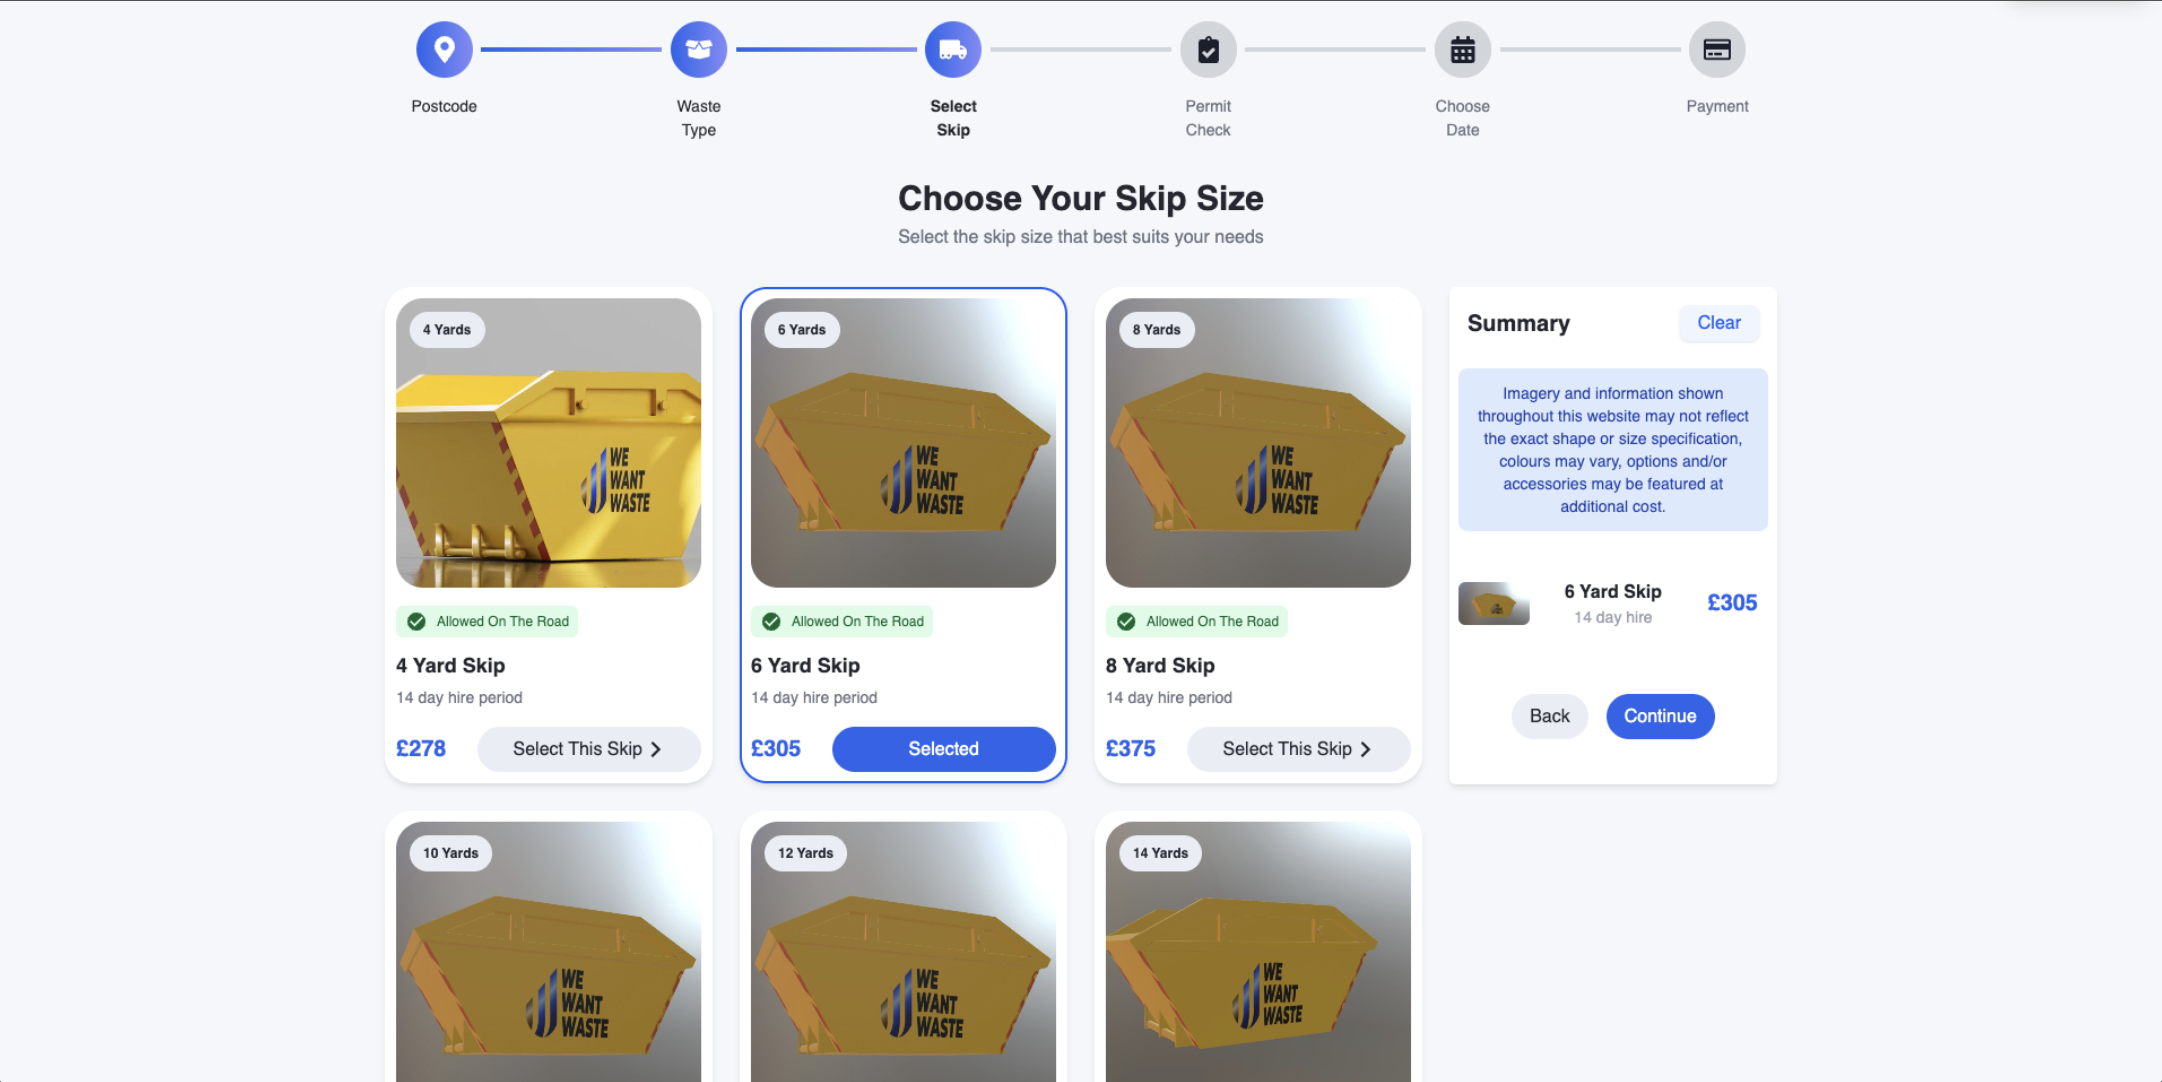 Postcode
Waste
Type
Select
Skip
Permit
Check
Choose
Date
Payment
Choose Your Skip Size
Select the skip size that best suits your needs
4 Yards
WE
WANT
WASTE
Allowed On The Road
4 Yard Skip
14 day hire period
£278
Select This Skip
6 Yards
WE
WANT
WASTE
Allowed On The Road
6 Yard Skip
14 day hire period
£305
Selected
8 Yards
WE
WANT
WASTE
Allowed On The Road
8 Yard Skip
14 day hire period
£375
Select This Skip
Summary
Clear
Imagery and information shown
throughout this website may not reflect
the exact shape or size specification,
colours may vary, options and/or
accessories may be featured at
additional cost.
6 Yard Skip
14 day hire
£305
Back
Continue
10 Yards
WE
WANT
WASTE
12 Yards
WE
WANT
WASTE
14 Yards
WE
WANT
WASTE